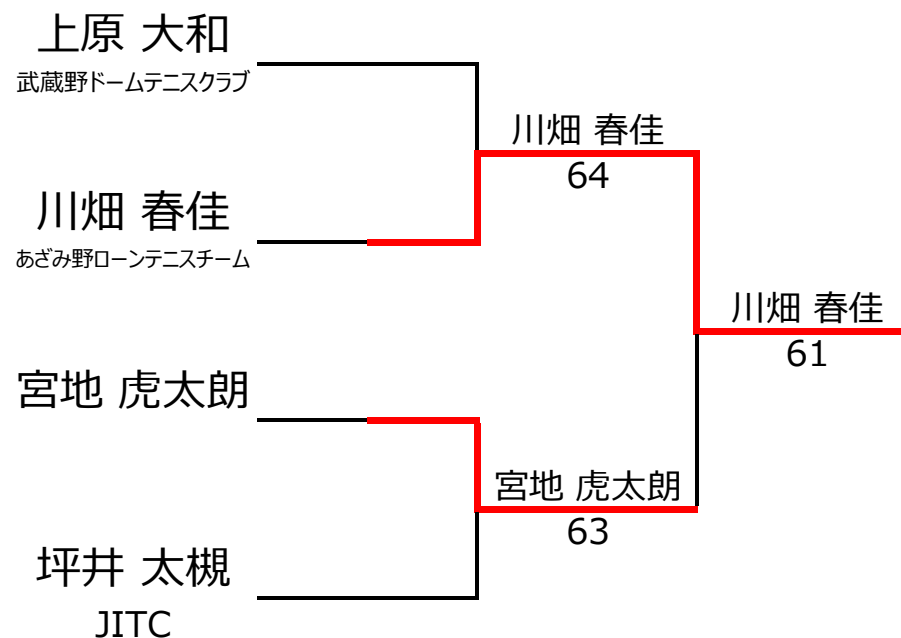 上原 大和
武蔵野ドームテニスクラブ
川畑 春佳
64
川畑 春佳
あざみ野ローンテニスチーム
川畑 春佳
61
宮地 虎太朗
宮地 虎太朗
63
坪井 太槻
JITC